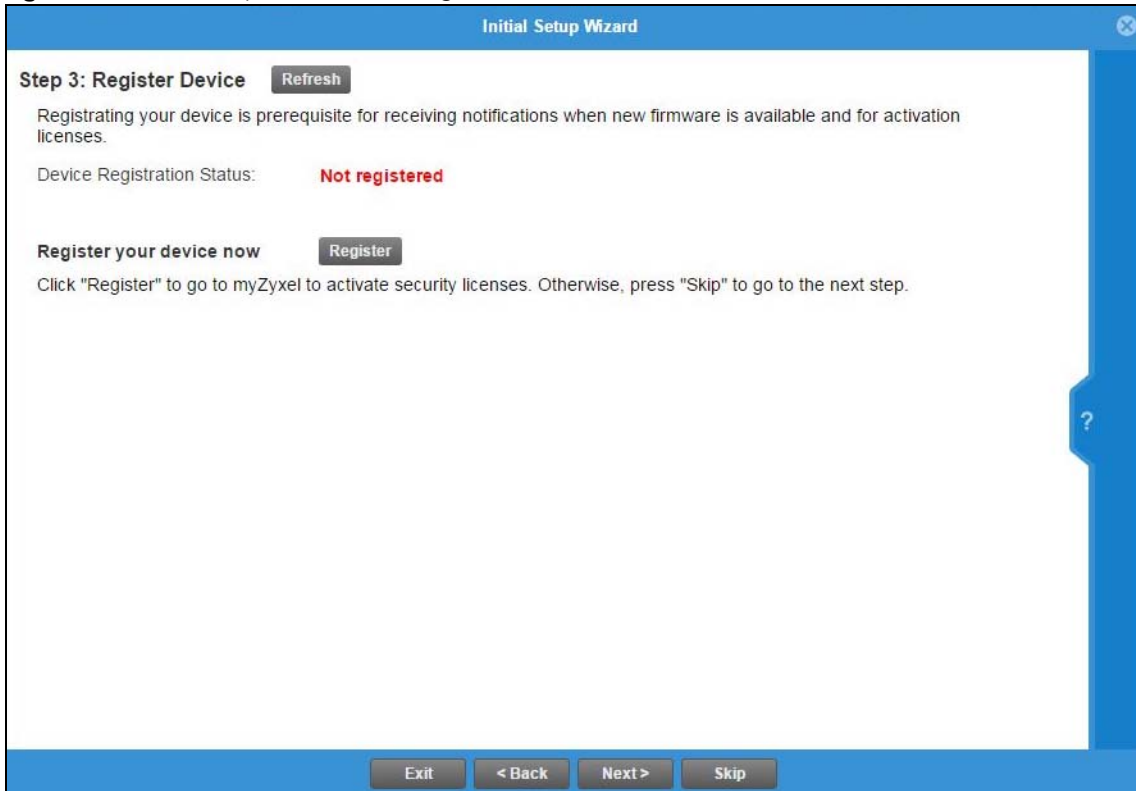 Initial Setup Wizard
Step 3: Register Device Refresh
Registrating your device is prerequisite for receiving notifications when new firmware is available and for activation
licenses.
Device Registration Status: Not registered
Register your device now Register
Click "Register" to go to myZyxel to activate security licenses. Otherwise, press "Skip" to go to the next step.
?
Exit < Back Next > Skip